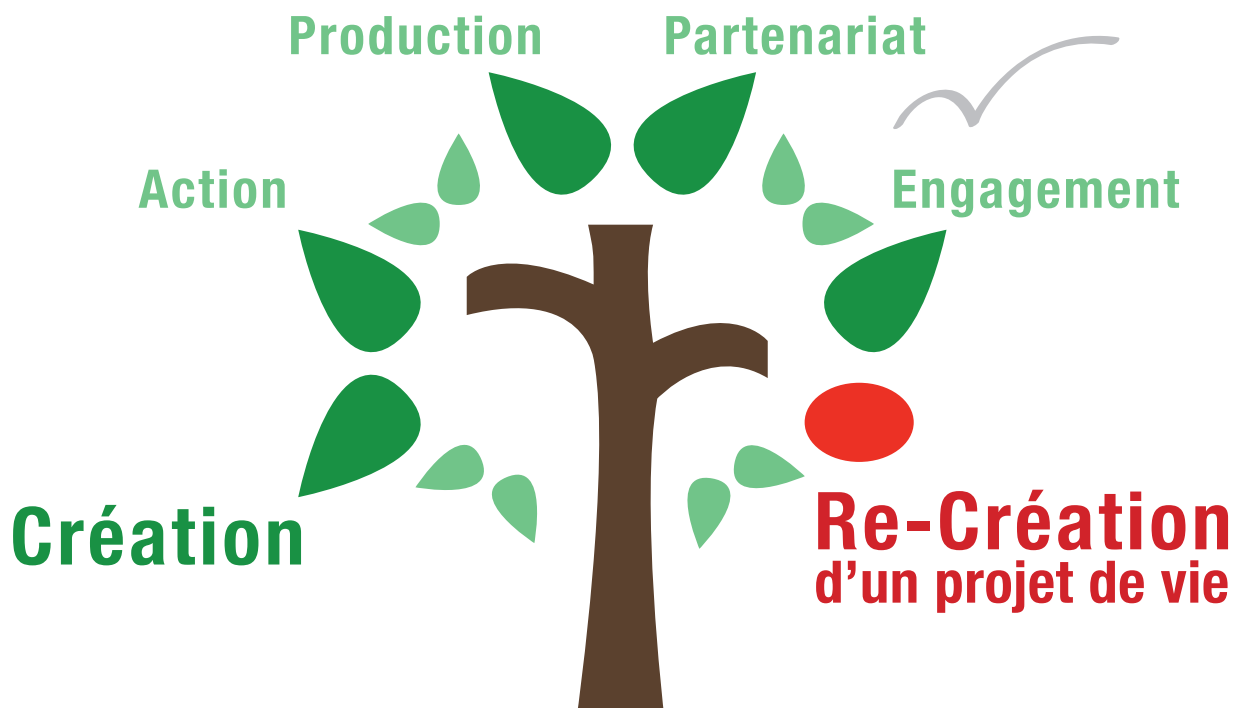 Production
Partenariat
Action
Engagement
Création
Re-Création
d’un projet de vie